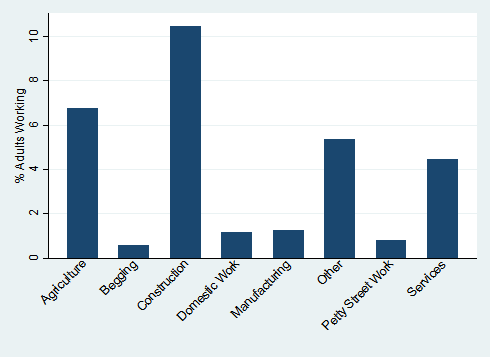 % Adults Working
10
8
6
4
2
0
Agriculture
Begging
Construction
Domestic Work
Manufacturing
Other
Petty Street Work
Services